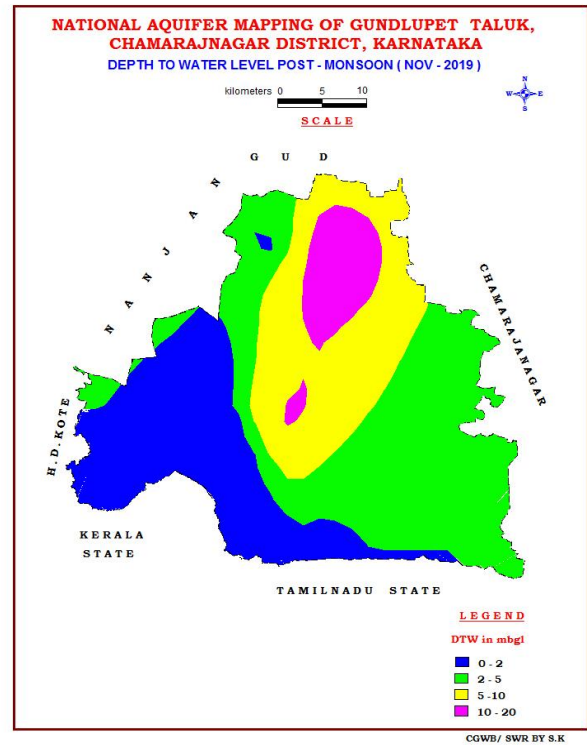 NATIONAL AQUIFER MAPPING OF GUNDLUPET TALUK,
CHAMARAJNAGAR DISTRICT, KARNATAKA
DEPTH TO WATER LEVEL POST - MONSOON ( NOV - 2019 )
N
W E
S
kilometers 0 5 10
SCALE
NANJANGUD
CHAMARAJANAGAR
H.D.KOTE
KERALA
STATE
TAMILNADU STATE
LEGEND
DTW in mbgl
0 - 2
2 - 5
5 -10
10 - 20
CGWB/ SWR BY S.K